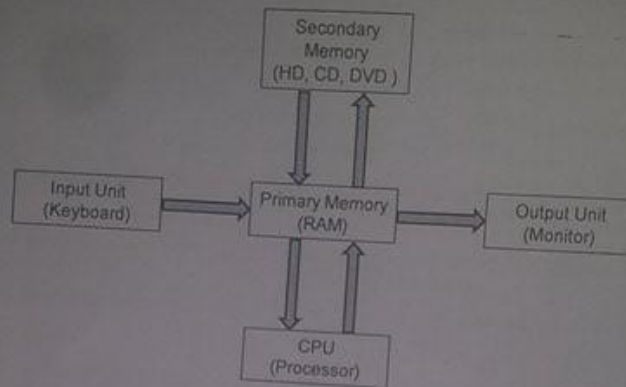 Secondary
Memory
(HD, CD, DVD )
Input Unit
(Keyboard)
Primary Memory
(RAM)
Output Unit
(Monitor)
CPU
(Processor)